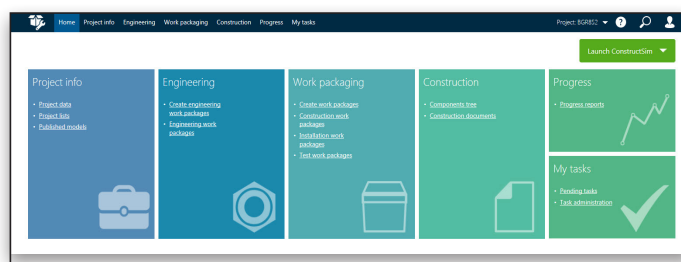 Home Project info Engineering Work packaging Construction Progress My tasks Project: BGR852 ?
Launch ConstructSim
Project info
Project data
Project lists
Published models
Engineering
Create engineering
work packages
Engineering work
packages
Work packaging
Create work packages
Construction work
packages
Installation work
packages
Test work packages
Construction
Components tree
Construction documents
Progress
Progress reports
My tasks
Pending tasks
Task administration